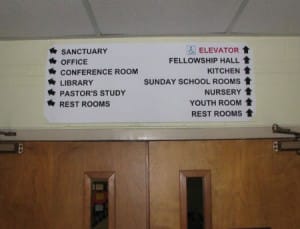 SANCTUARY
OFFICE
CONFERENCE ROOM
LIBRARY
PASTOR'S STUDY
REST ROOMS
ELEVATOR
FELLOWSHIP HALL
KITCHEN
SUNDAY SCHOOL ROOMS
NURSERY
YOUTH ROOM
REST ROOMS